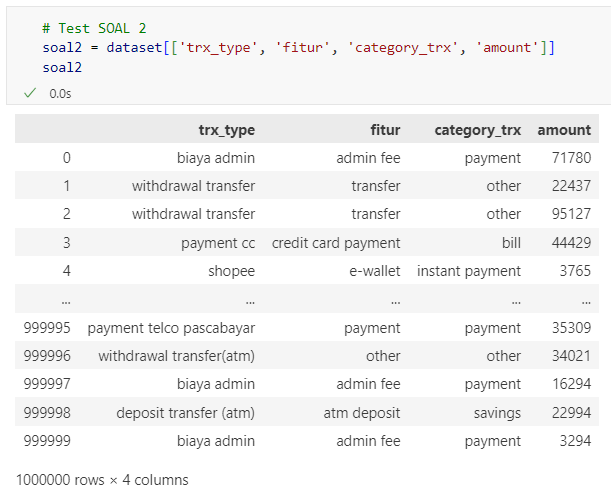 # Test SOAL 2
soal2 = dataset[['trx_type', 'fitur', 'category_trx', 'amount']]
soal2
0.0s
trx_type fitur category_trx amount
0 biaya admin admin fee payment 71780
1 withdrawal transfer transfer other 22437
2 withdrawal transfer transfer other 95127
3 payment cc credit card payment bill 44429
4 shopee e-wallet instant payment 3765
... ... ... ... ...
999995 payment telco pascabayar payment payment 35309
999996 withdrawal transfer(atm) other other 34021
999997 biaya admin admin fee payment 16294
999998 deposit transfer (atm) atm deposit savings 22994
999999 biaya admin admin fee payment 3294
1000000 rows × 4 columns